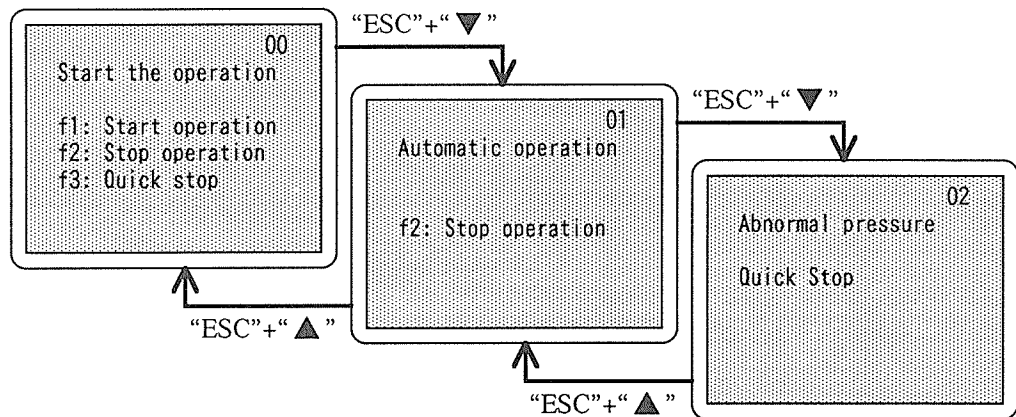 00
Start the operation
f1: Start operation
f2: Stop operation
f3: Quick stop
“ESC”+“ ▼ ”
01
Automatic operation
f2: Stop operation
“ESC”+“ ▼ ”
02
Abnormal pressure
Quick Stop
“ESC”+“ ▲ ”
“ESC”+“ ▲ ”